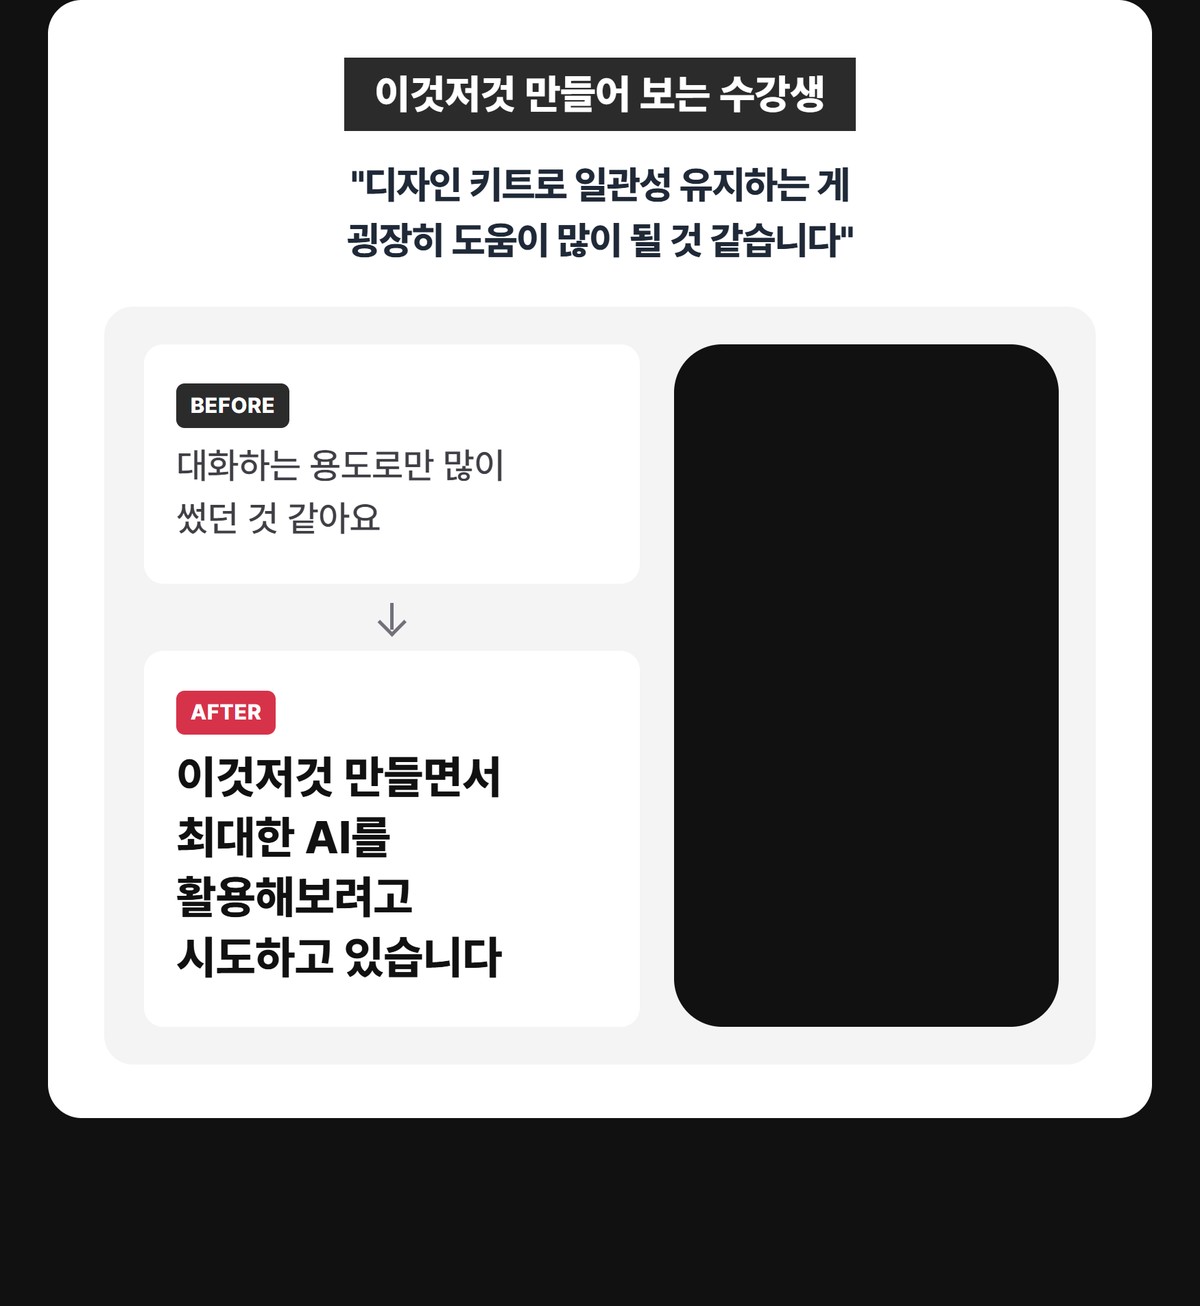 이것저것 만들어 보는 수강생
"디자인 키트로 일관성 유지하는 게
굉장히 도움이 많이 될 것 같습니다"
BEFORE
대화하는 용도로만 많이
썼던 것 같아요
AFTER
이것저것 만들면서
최대한 AI를
활용해보려고
시도하고 있습니다